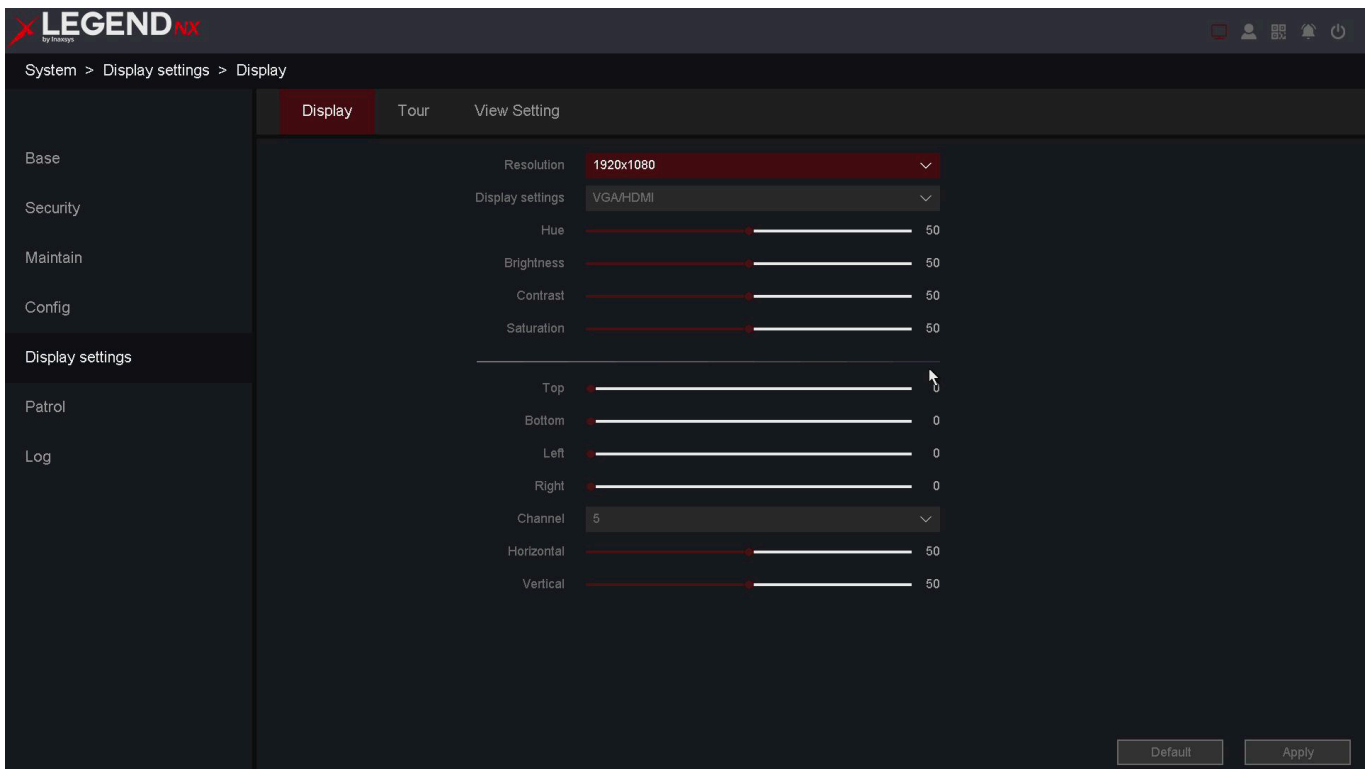 LEGEND NX
by Inaxsys
System > Display settings > Display
Display Tour View Setting
Base
Security
Maintain
Config
Display settings
Patrol
Log
Resolution 1920x1080
Display settings VGA/HDMI
Hue 50
Brightness 50
Contrast 50
Saturation 50
Top 0
Bottom 0
Left 0
Right 0
Channel 5
Horizontal 50
Vertical 50
Default Apply